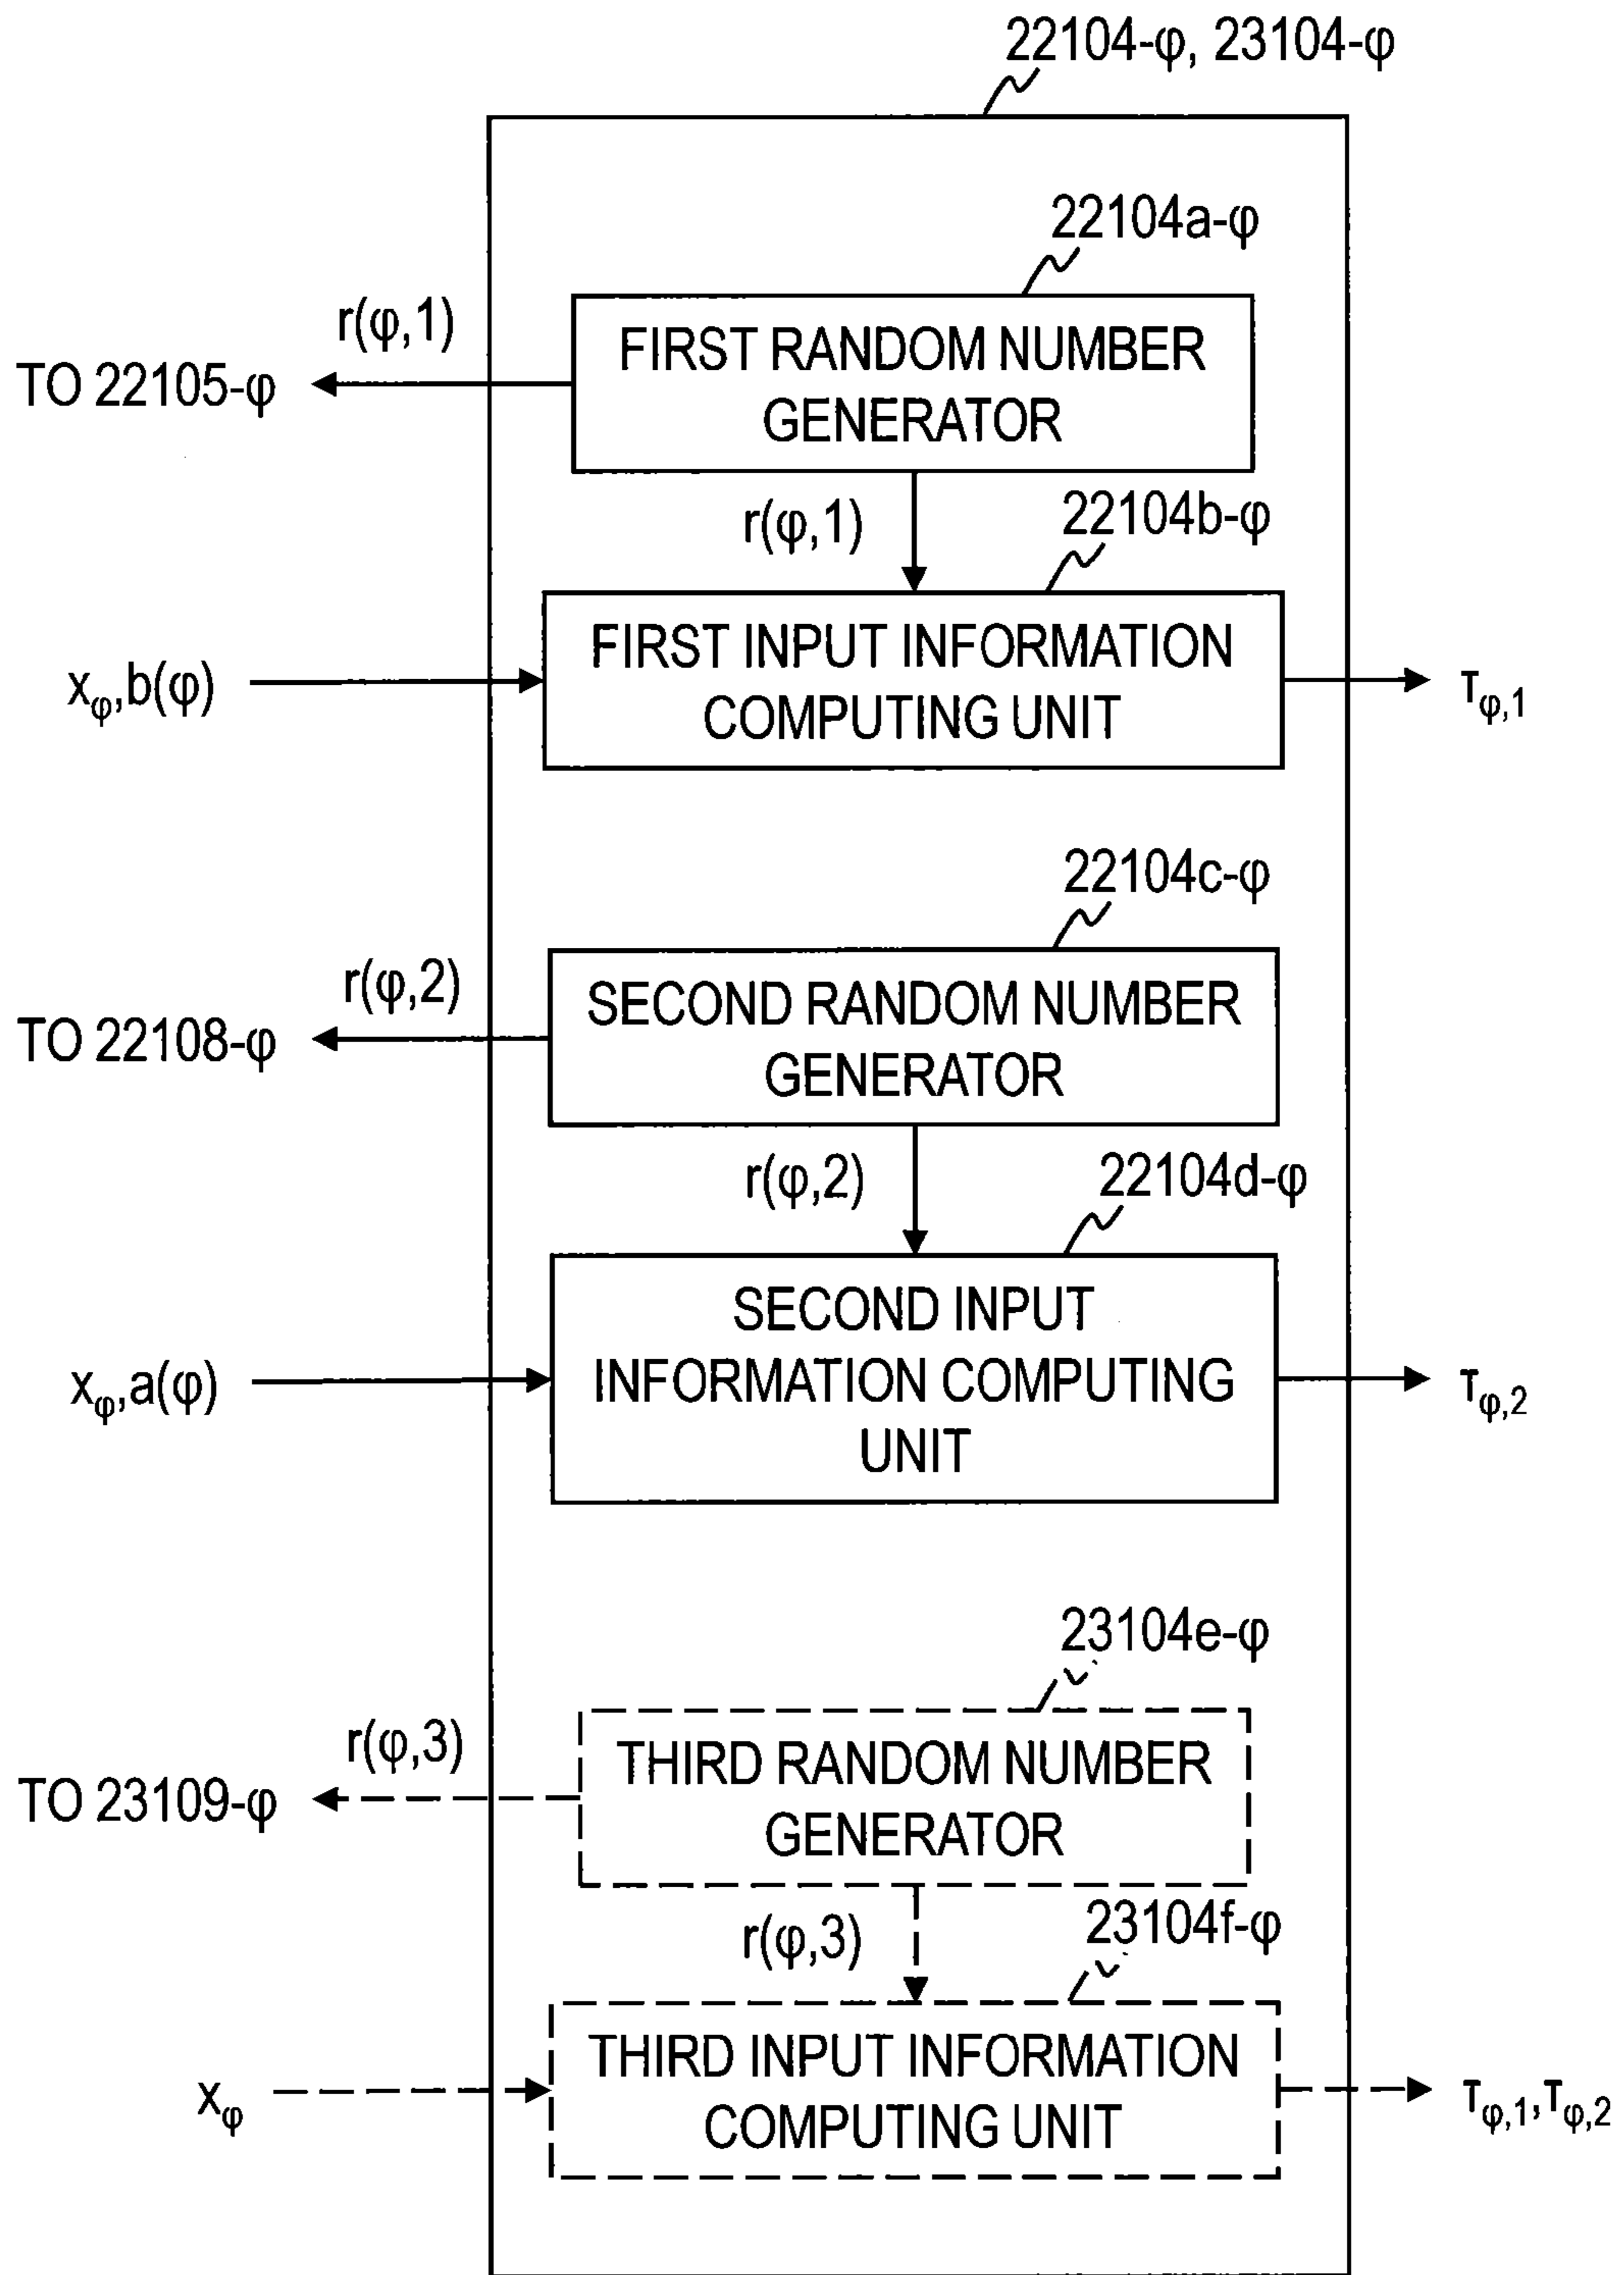 22104-φ, 23104-φ
22104a-φ
r(φ,1)
FIRST RANDOM NUMBER
GENERATOR
TO 22105-φ
r(φ,1)
22104b-φ
FIRST INPUT INFORMATION
COMPUTING UNIT
xφ,b(φ)
τφ,1
22104c-φ
r(φ,2)
SECOND RANDOM NUMBER
GENERATOR
TO 22108-φ
r(φ,2)
22104d-φ
SECOND INPUT
INFORMATION COMPUTING
UNIT
xφ,a(φ)
τφ,2
23104e-φ
r(φ,3)
THIRD RANDOM NUMBER
GENERATOR
TO 23109-φ
r(φ,3)
23104f-φ
THIRD INPUT INFORMATION
COMPUTING UNIT
xφ
τφ,1,τφ,2